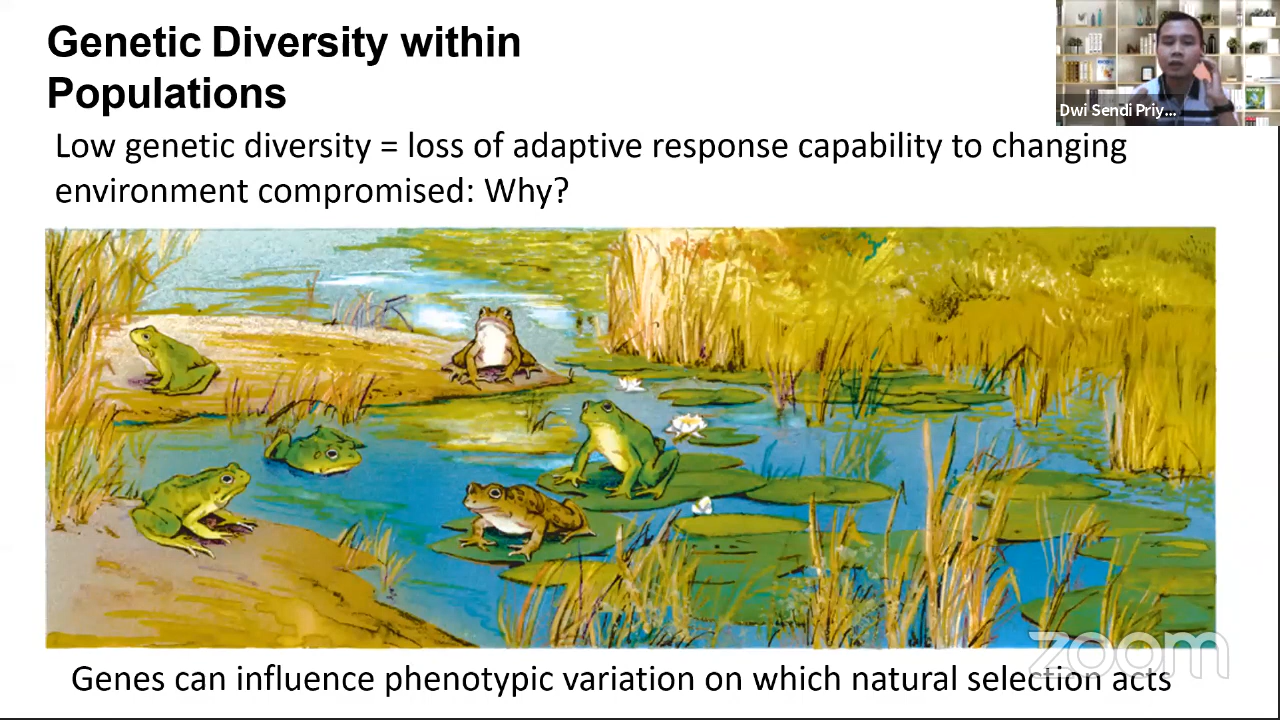 Genetic Diversity within
Populations
Dwi Sendi Priy...
Low genetic diversity = loss of adaptive response capability to changing
environment compromised: Why?
zoom
Genes can influence phenotypic variation on which natural selection acts